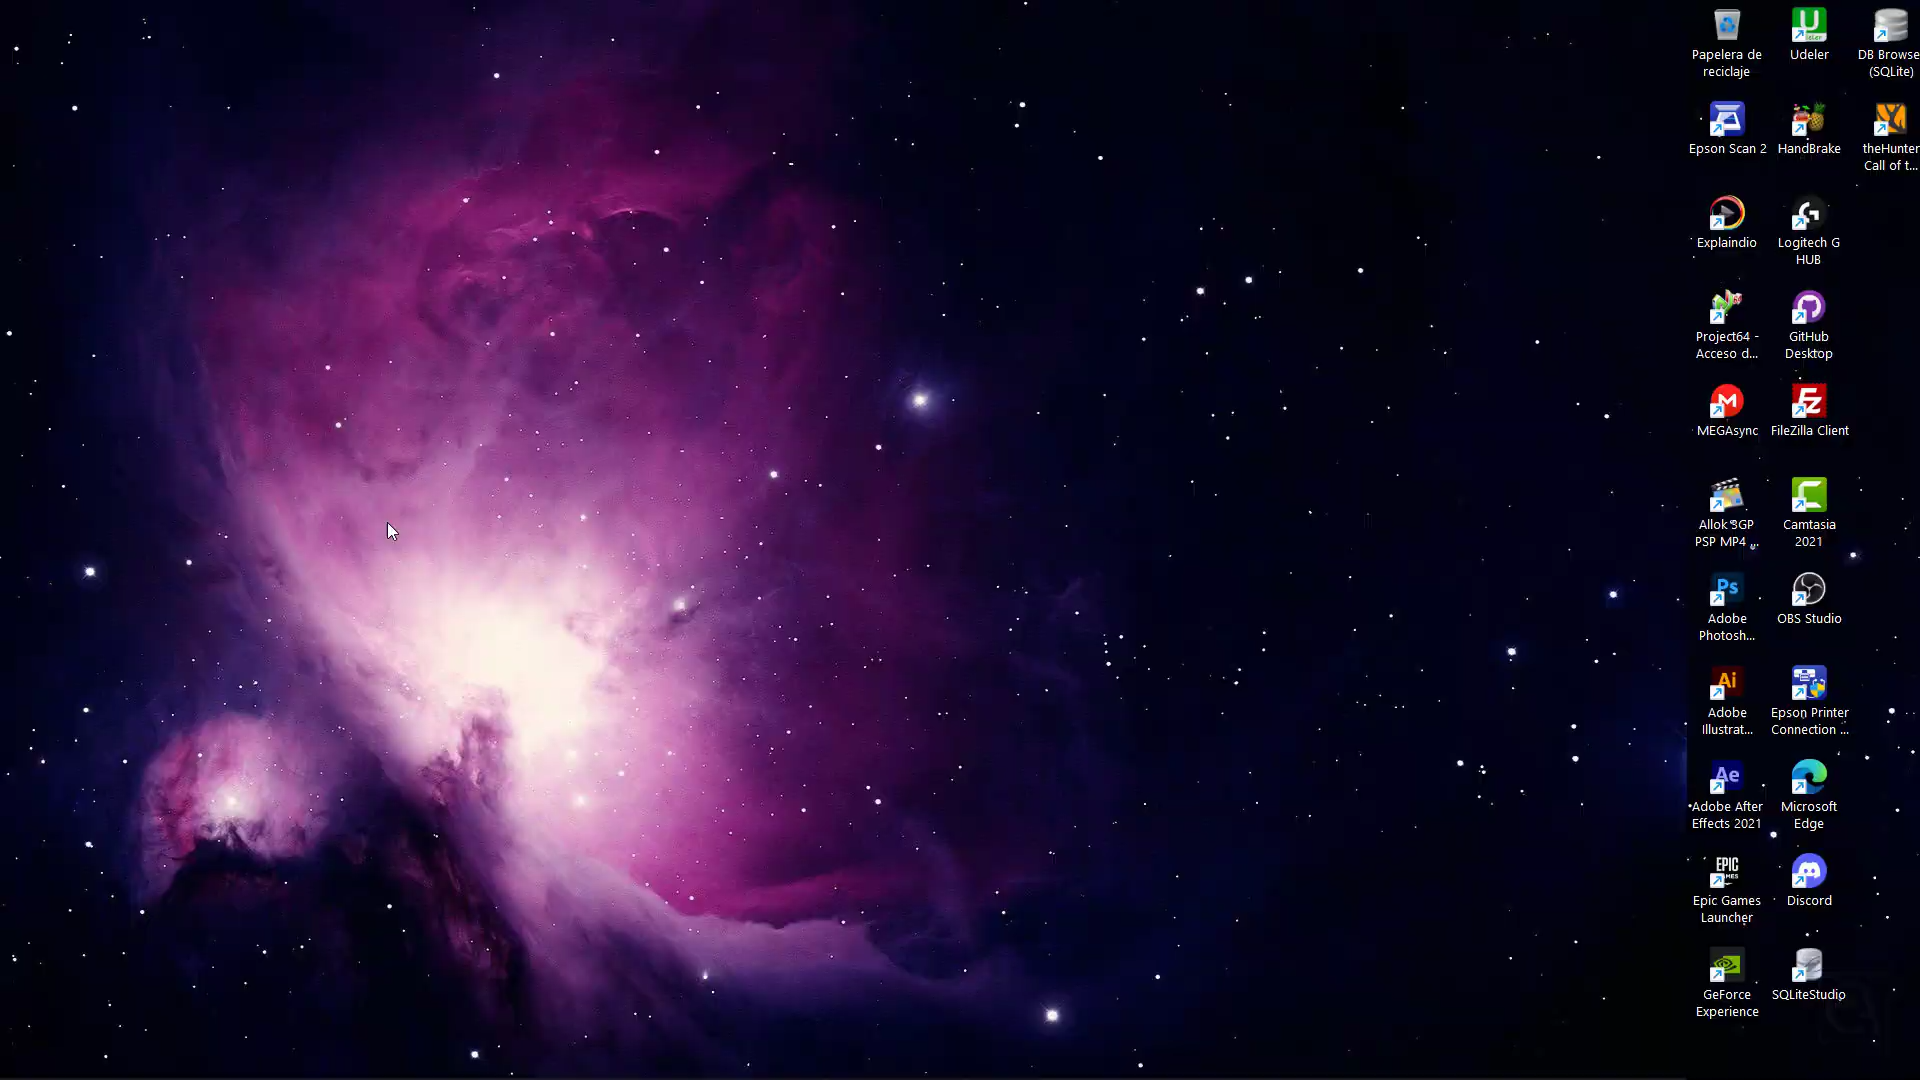 Papelera de
reciclaje
Udeler
DB Browse
(SQLite)
Epson Scan 2
HandBrake
theHunter
Call of t...
Explaindio
Logitech G
HUB
Project64 -
Acceso d...
GitHub
Desktop
MEGAsync
FileZilla Client
Allok 3GP
PSP MP4 ...
Camtasia
2021
Adobe
Photosh...
OBS Studio
Adobe
Illustrat...
Epson Printer
Connection ...
Adobe After
Effects 2021
Microsoft
Edge
Epic Games
Launcher
Discord
GeForce
Experience
SQLiteStudio